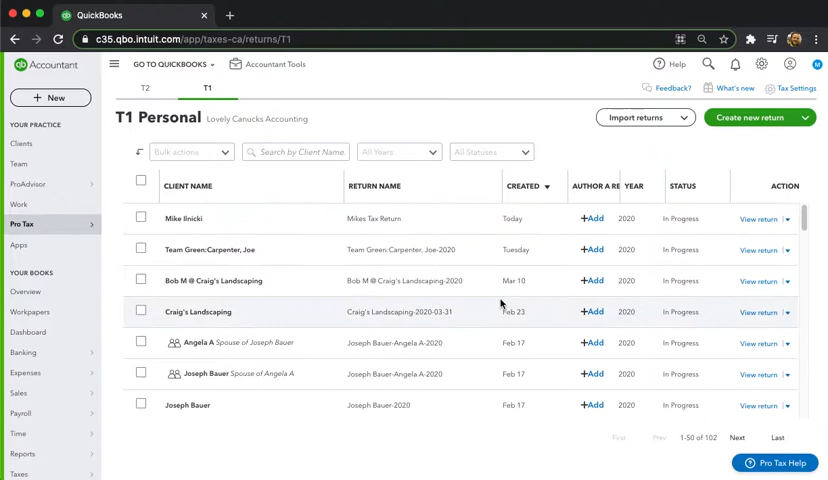 QuickBooks
c35.qbo.intuit.com/app/taxes-ca/returns/T1
qb Accountant
GO TO QUICKBOOKS
Accountant Tools
Help
M
+ New
T2
T1
Feedback?
What's new
Tax Settings
T1 Personal
Lovely Canucks Accounting
Import returns
Create new return
YOUR PRACTICE
Clients
Team
ProAdvisor
Work
Pro Tax
Apps
YOUR BOOKS
Overview
Workpapers
Dashboard
Banking
Expenses
Sales
Payroll
Time
Reports
Taxes
Bulk actions
Search by Client Name,
All Years
All Statuses
CLIENT NAME RETURN NAME CREATED AUTHOR A RE YEAR STATUS ACTION
Mike Ilnicki Mikes Tax Return Today +Add 2020 In Progress View return
Team Green:Carpenter, Joe Team Green:Carpenter, Joe-2020 Tuesday +Add 2020 In Progress View return
Bob M @ Craig's Landscaping Bob M @ Craig's Landscaping-2020 Mar 10 +Add 2020 In Progress View return
Craig's Landscaping Craig's Landscaping-2020-03-31 Feb 23 +Add 2020 In Progress View return
Angela A Spouse of Joseph Bauer Joseph Bauer-Angela A-2020 Feb 17 +Add 2020 In Progress View return
Joseph Bauer Spouse of Angela A Joseph Bauer-Angela A-2020 Feb 17 +Add 2020 In Progress View return
Joseph Bauer Joseph Bauer-2020 Feb 17 +Add 2020 In Progress View return
First Prev 1-50 of 102 Next Last
Pro Tax Help